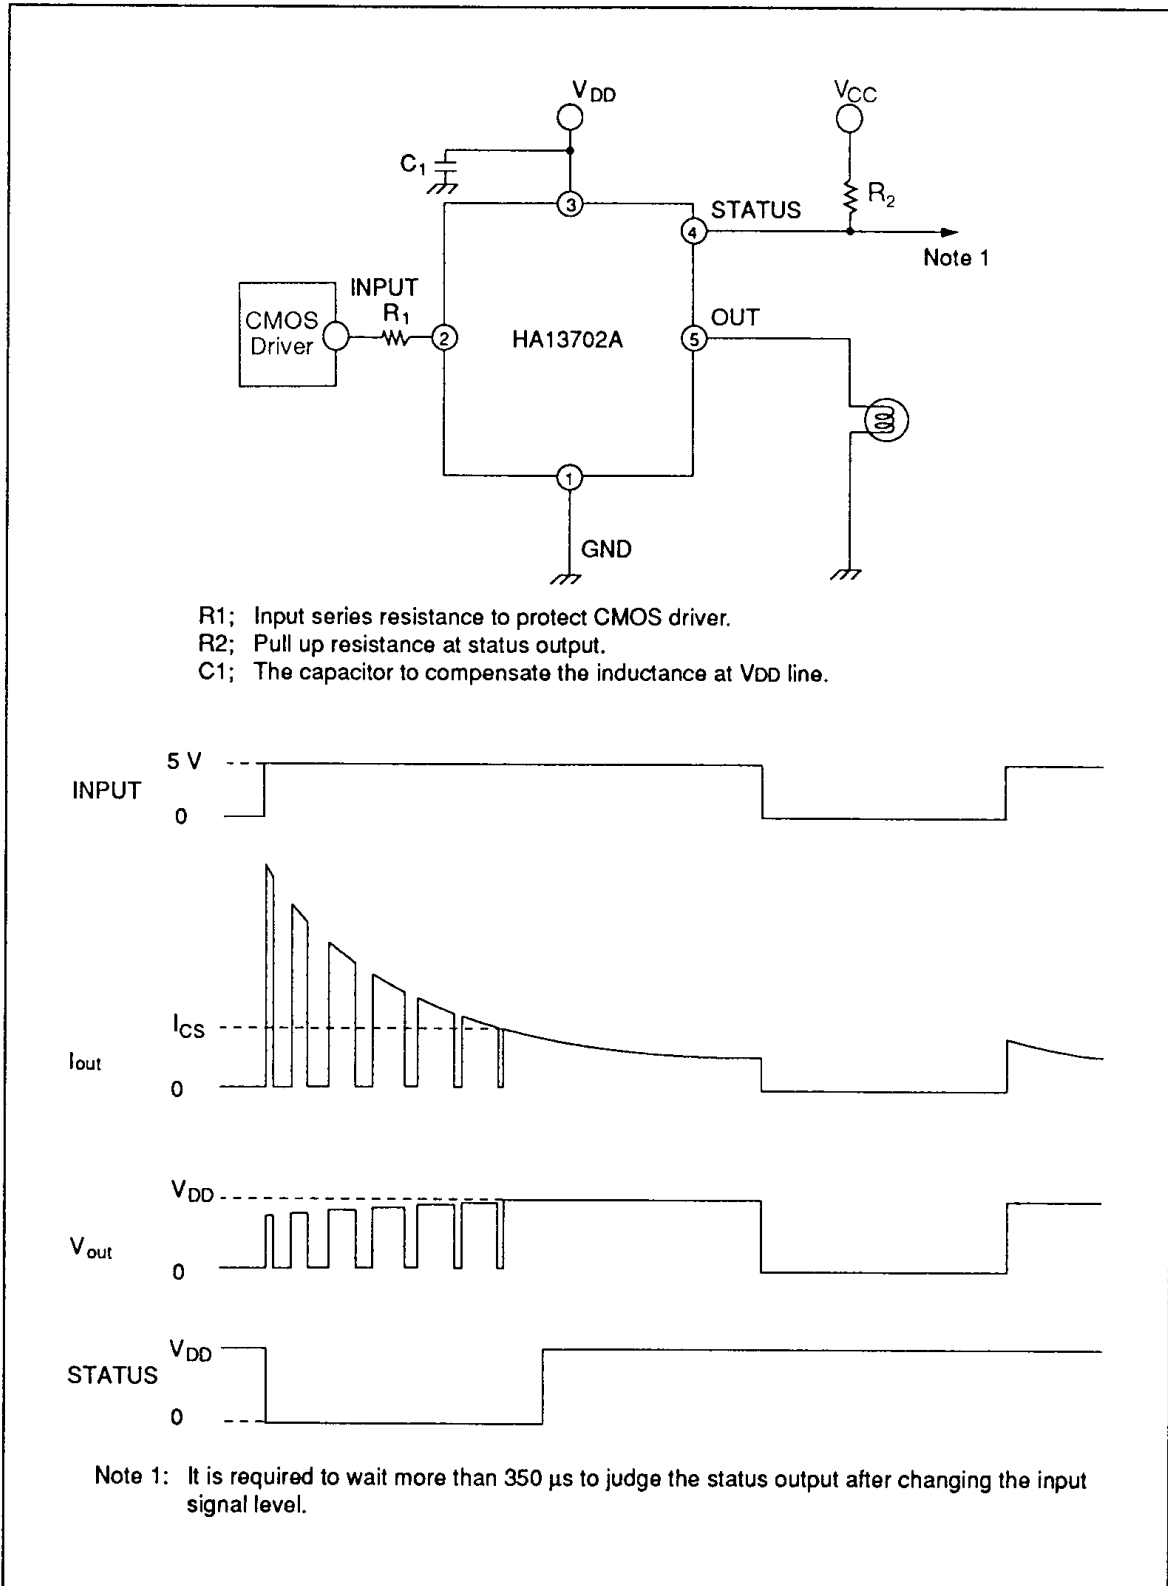 VDD
VCC
C1
3
STATUS
R2
4
Note 1
INPUT
R1
CMOS
Driver
2
HA13702A
OUT
5
1
GND
R1; Input series resistance to protect CMOS driver.
R2; Pull up resistance at status output.
C1; The capacitor to compensate the inductance at VDD line.
5 V
INPUT
0
ICS
Iout
0
VDD
Vout
0
VDD
STATUS
0
Note 1: It is required to wait more than 350 µs to judge the status output after changing the input
signal level.